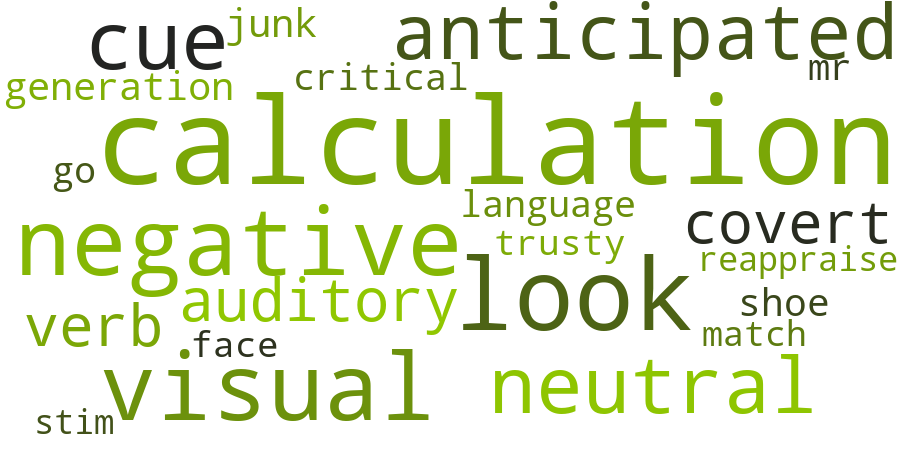 junk
anticipated
cue
mr
critical
generation
calculation
go
language
covert
negative
trusty
reappraise
look
auditory
shoe
verb
match
face
visual
neutral
stim